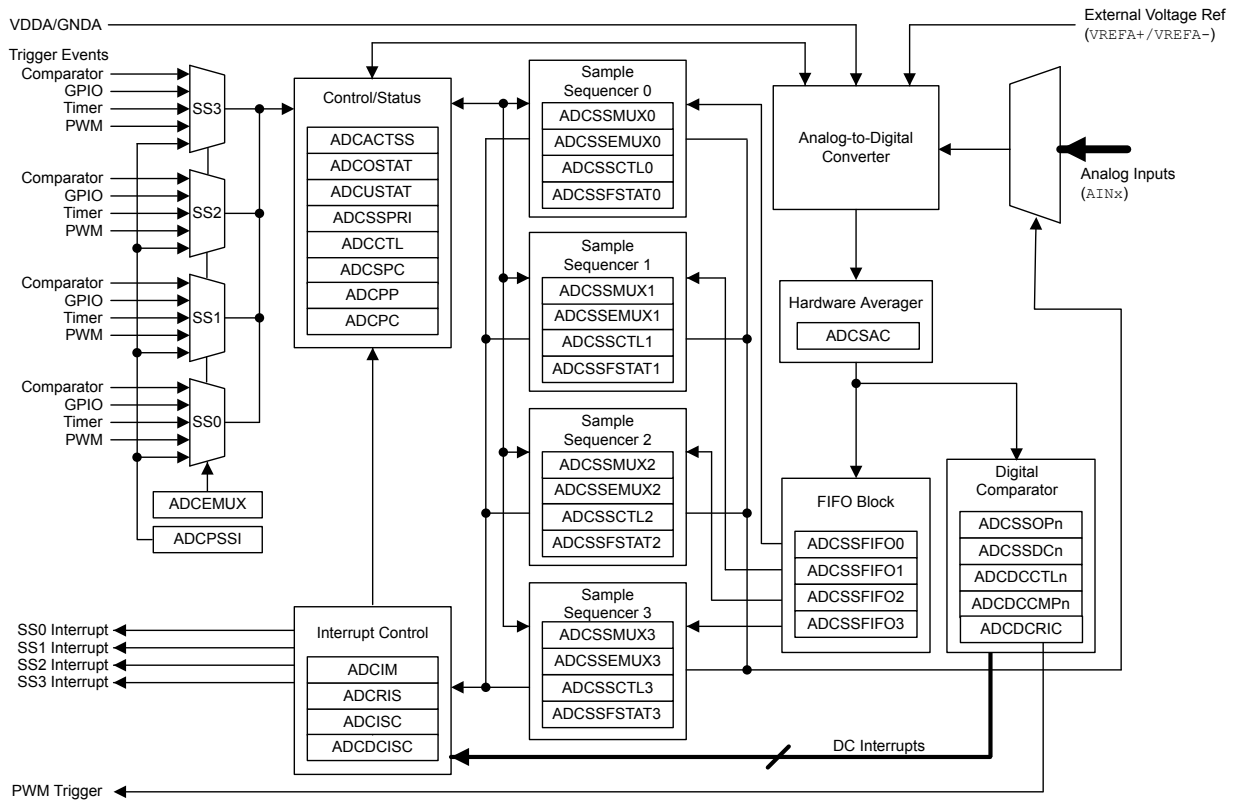 VDDA/GNDA
External Voltage Ref
(VREFA+/VREFA-)
Trigger Events
Comparator
GPIO
Timer
PWM
SS3
Comparator
GPIO
Timer
PWM
SS2
Comparator
GPIO
Timer
PWM
SS1
Comparator
GPIO
Timer
PWM
SS0
ADCEMUX
ADCPSSI
Control/Status
ADCACTSS
ADCOSTAT
ADCUSTAT
ADCSSPRI
ADCCTL
ADCSPC
ADCPP
ADCPC
Sample
Sequencer 0
ADCSSMUX0
ADCSSEMUX0
ADCSSCTL0
ADCSSFSTAT0
Sample
Sequencer 1
ADCSSMUX1
ADCSSEMUX1
ADCSSCTL1
ADCSSFSTAT1
Sample
Sequencer 2
ADCSSMUX2
ADCSSEMUX2
ADCSSCTL2
ADCSSFSTAT2
Sample
Sequencer 3
ADCSSMUX3
ADCSSEMUX3
ADCSSCTL3
ADCSSFSTAT3
Analog-to-Digital
Converter
Analog Inputs
(AINx)
Hardware Averager
ADCSAC
FIFO Block
ADCSSFIFO0
ADCSSFIFO1
ADCSSFIFO2
ADCSSFIFO3
Digital
Comparator
ADCSSOPn
ADCSSDCn
ADCDCCTLn
ADCDCCMPn
ADCDCRIC
SS0 Interrupt
SS1 Interrupt
SS2 Interrupt
SS3 Interrupt
Interrupt Control
ADCIM
ADCRIS
ADCISC
ADCDCISC
DC Interrupts
PWM Trigger